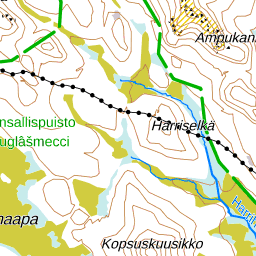 Ampukan
nsallispuisto
uglâšmecci
Harriselkä
Harri
naapa
Kopsuskuusikko